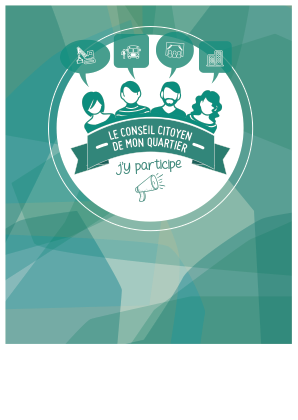 LE CONSEIL CITOYEN
DE MON QUARTIER
j'y participe